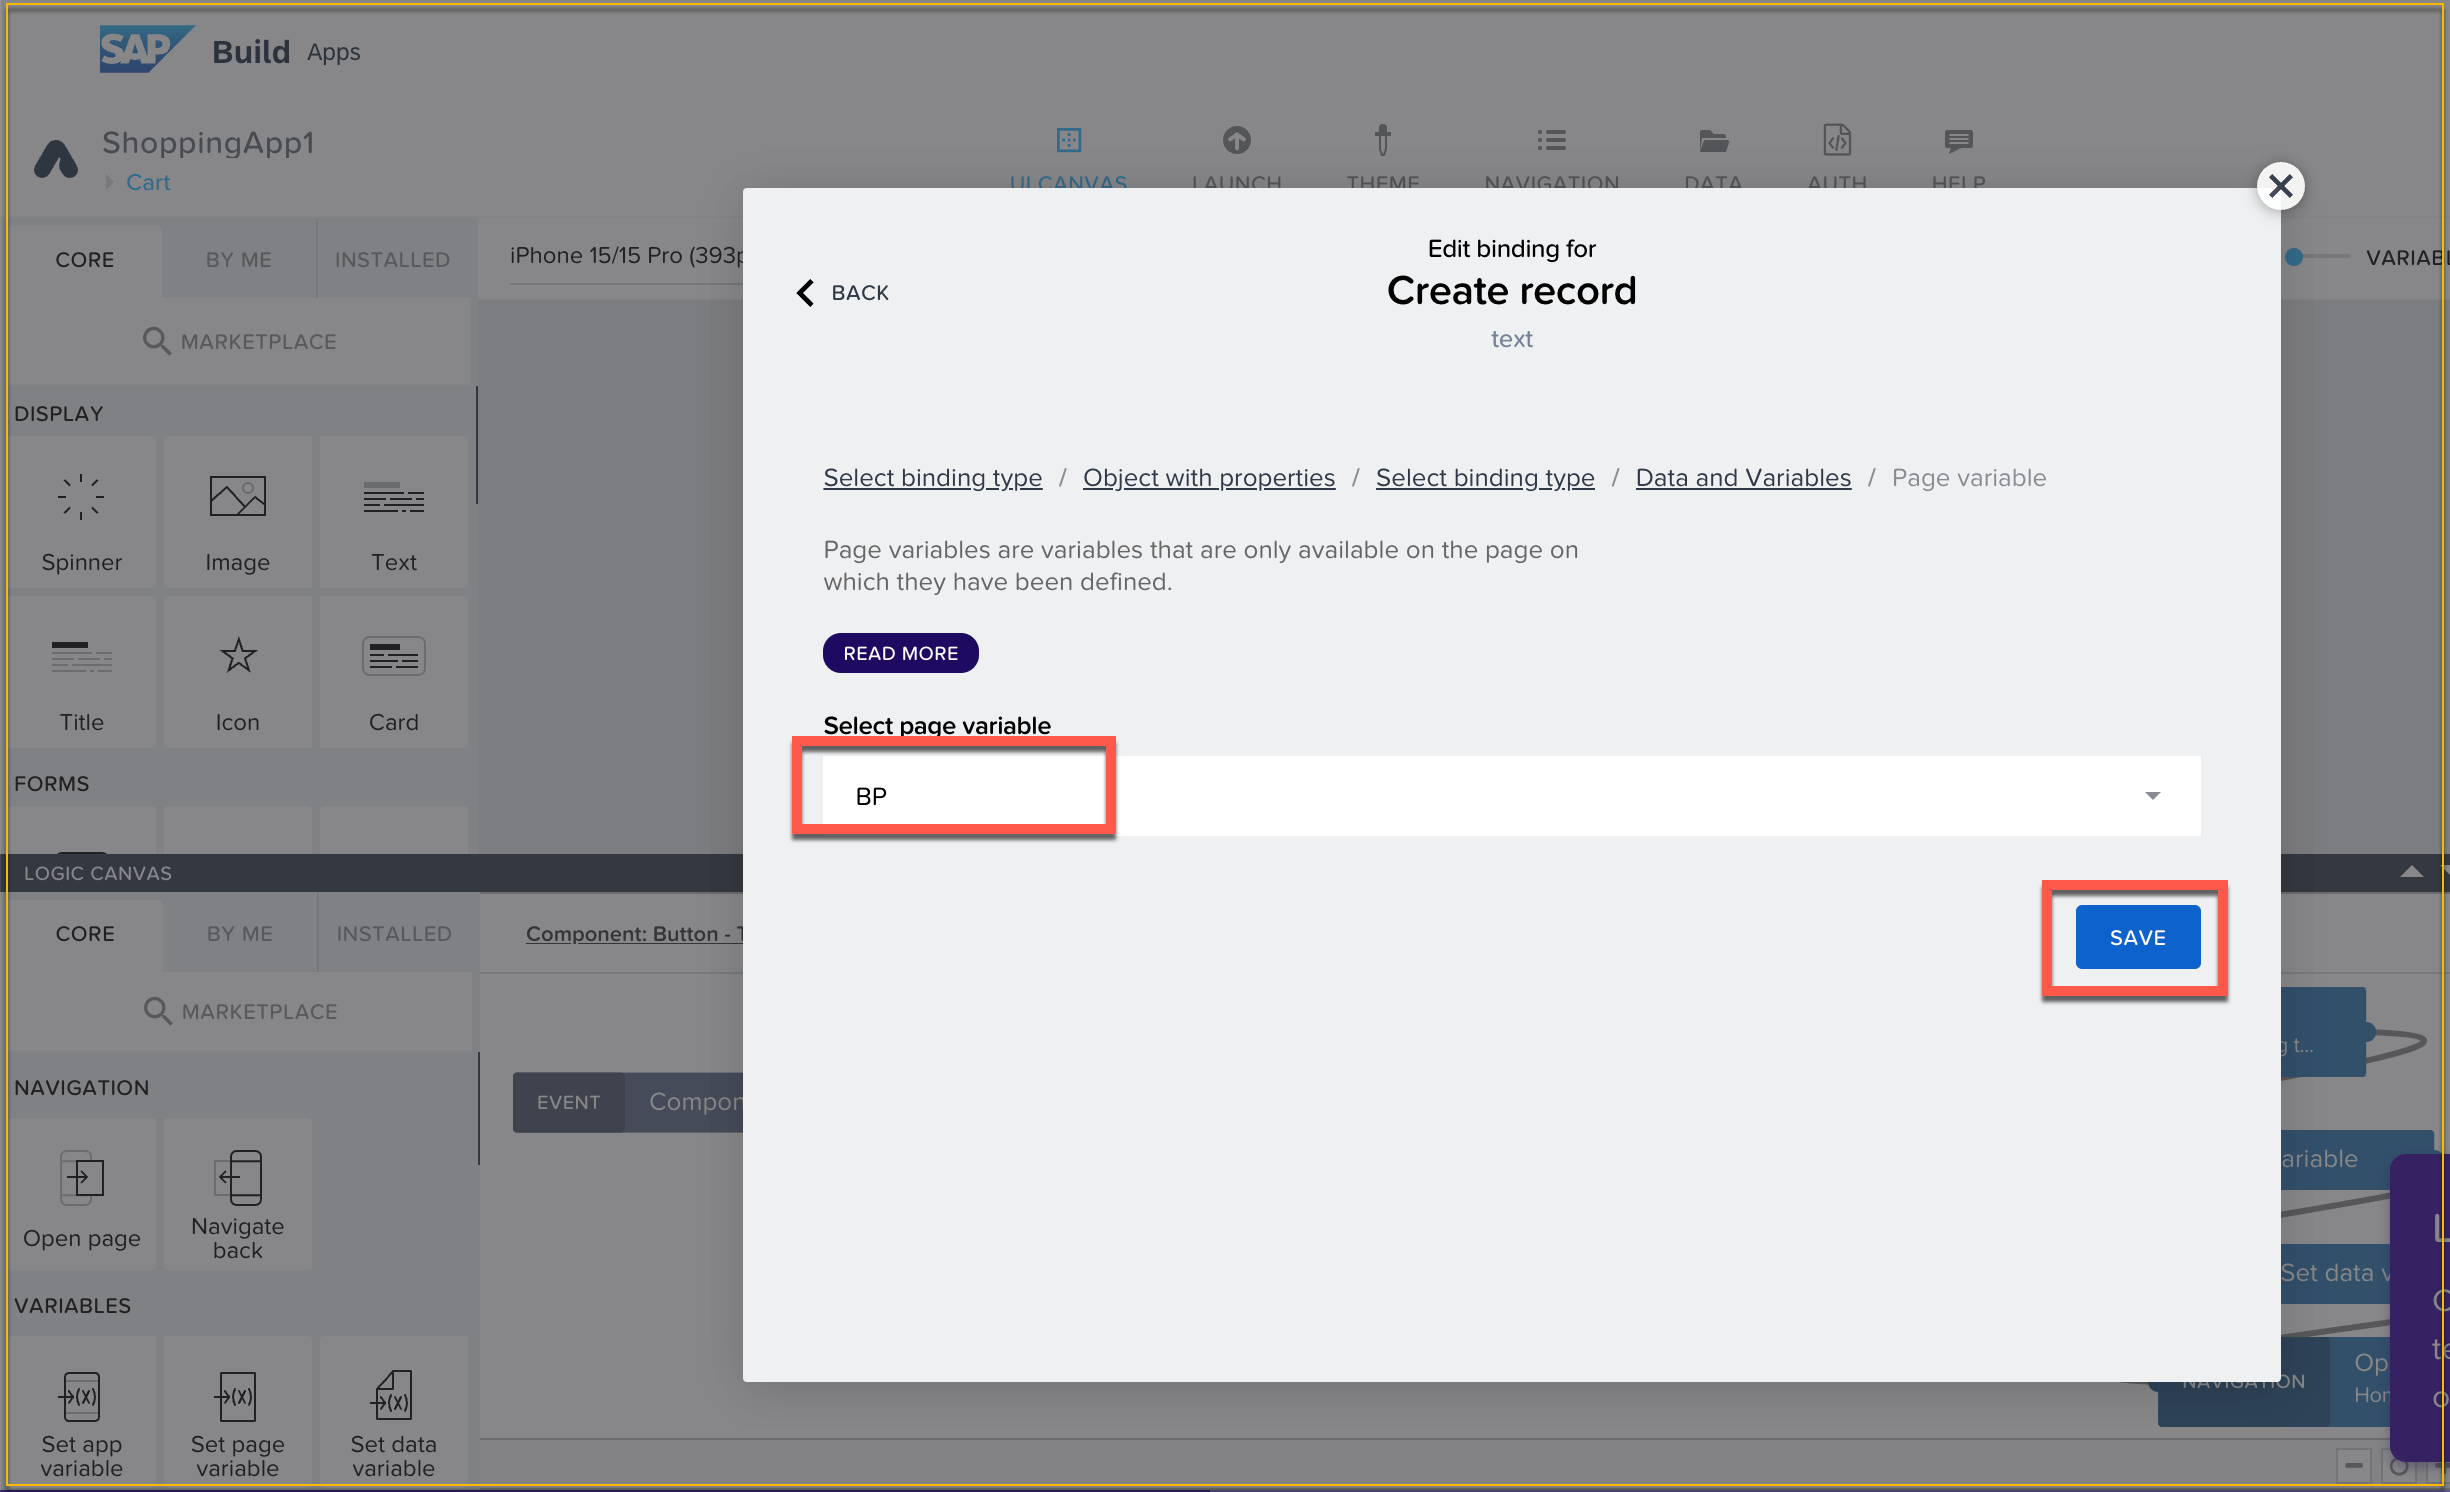 SAP Build Apps
ShoppingApp1
Cart
UI CANVAS
LAUNCH
THEME
NAVIGATION
DATA
AUTH
HELP
CORE
BY ME
INSTALLED
iPhone 15/15 Pro (393p
VARIABL
MARKETPLACE
DISPLAY
Spinner
Image
Text
Title
Icon
Card
FORMS
Edit binding for
Create record
text
BACK
Select binding type / Object with properties / Select binding type / Data and Variables / Page variable
Page variables are variables that are only available on the page on
which they have been defined.
READ MORE
Select page variable
BP
SAVE
LOGIC CANVAS
CORE
BY ME
INSTALLED
Component: Button -
MARKETPLACE
NAVIGATION
Open page
Navigate
back
VARIABLES
Set app
variable
Set page
variable
Set data
variable
EVENT
Compon
g t...
ariable
Set data v
NAVIGATION
Op
Hor